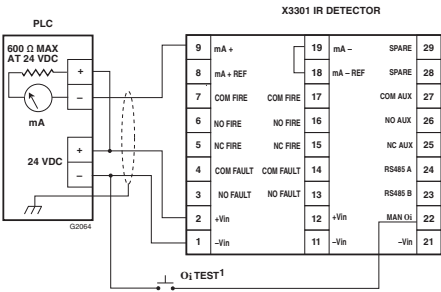 X3301 IR DETECTOR
PLC
600 Ω MAX
AT 24 VDC
+
–
mA
24 VDC
+
–
G2064
9 mA +
8 mA + REF
7 COM FIRE
6 NO FIRE
5 NC FIRE
4 COM FAULT
3 NO FAULT
2 +Vin
1 –Vin
19 mA –
18 mA – REF
COM FIRE 17
NO FIRE 16
NC FIRE 15
COM FAULT 14
NO FAULT 13
12 +Vin
11 –Vin
SPARE 29
SPARE 28
COM AUX 27
NO AUX 26
NC AUX 25
RS485 A 24
RS485 B 23
MAN Oi 22
–Vin 21
Oi TEST1